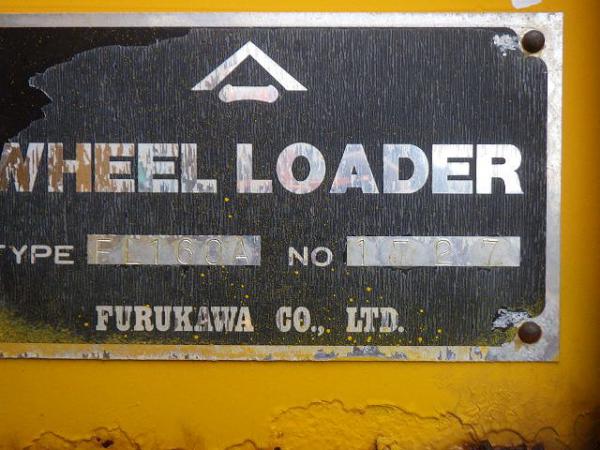 WHEEL LOADER
TYPE FL160A NO 1727
FURUKAWA CO., LTD.